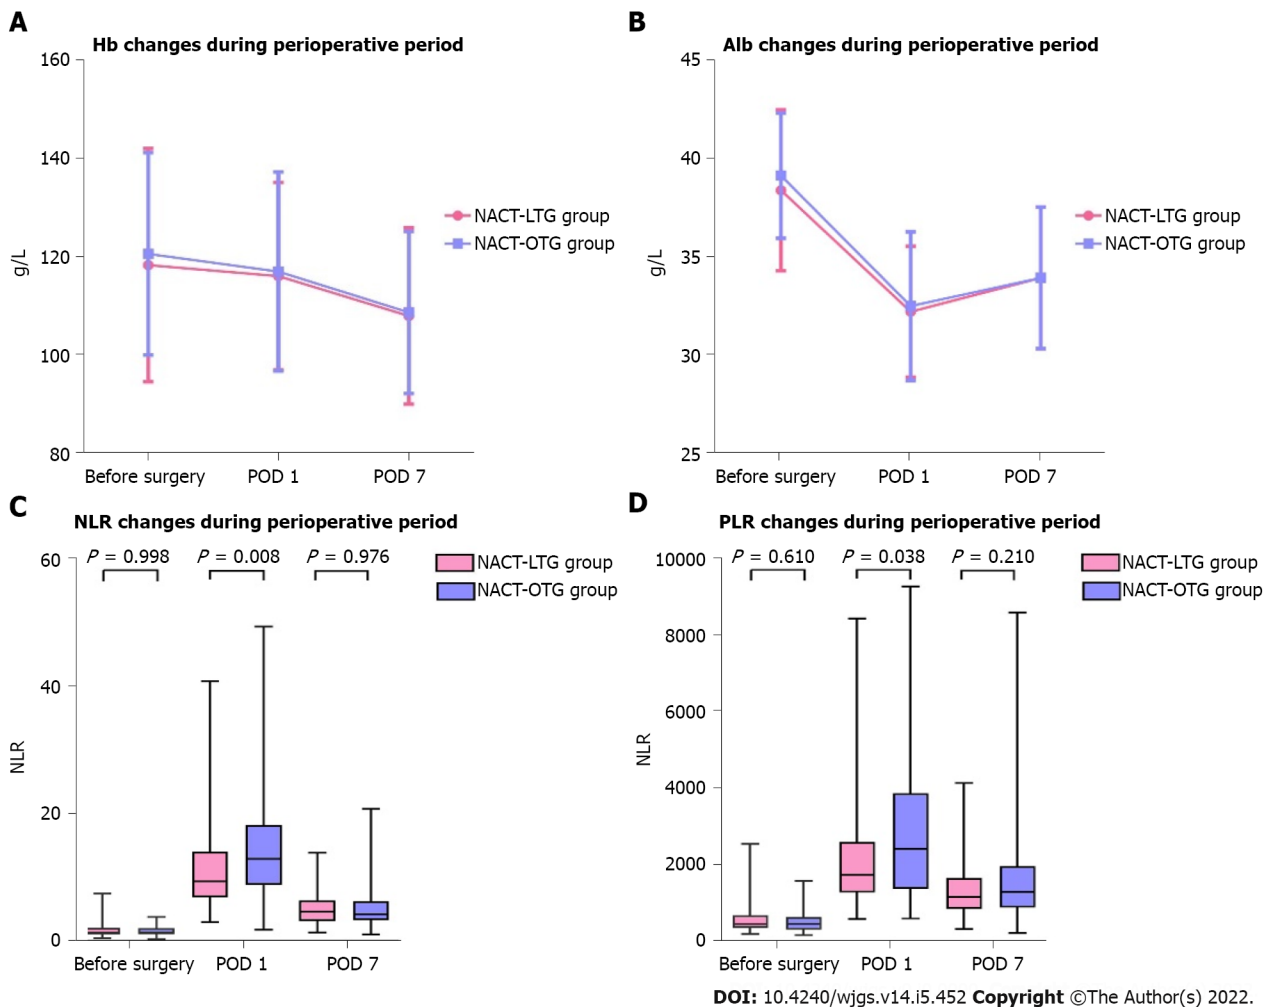 A
Hb changes during perioperative period
160
140
120
100
80
g/L
Before surgery
POD 1
POD 7
NACT-LTG group
NACT-OTG group
B
Alb changes during perioperative period
45
40
35
30
25
g/L
Before surgery
POD 1
POD 7
NACT-LTG group
NACT-OTG group
C
NLR changes during perioperative period
P = 0.998
P = 0.008
P = 0.976
60
40
20
0
NLR
Before surgery
POD 1
POD 7
NACT-LTG group
NACT-OTG group
D
PLR changes during perioperative period
P = 0.610
P = 0.038
P = 0.210
10000
8000
6000
4000
2000
0
NLR
Before surgery
POD 1
POD 7
NACT-LTG group
NACT-OTG group
DOI: 10.4240/wjgs.v14.i5.452 Copyright ©The Author(s) 2022.